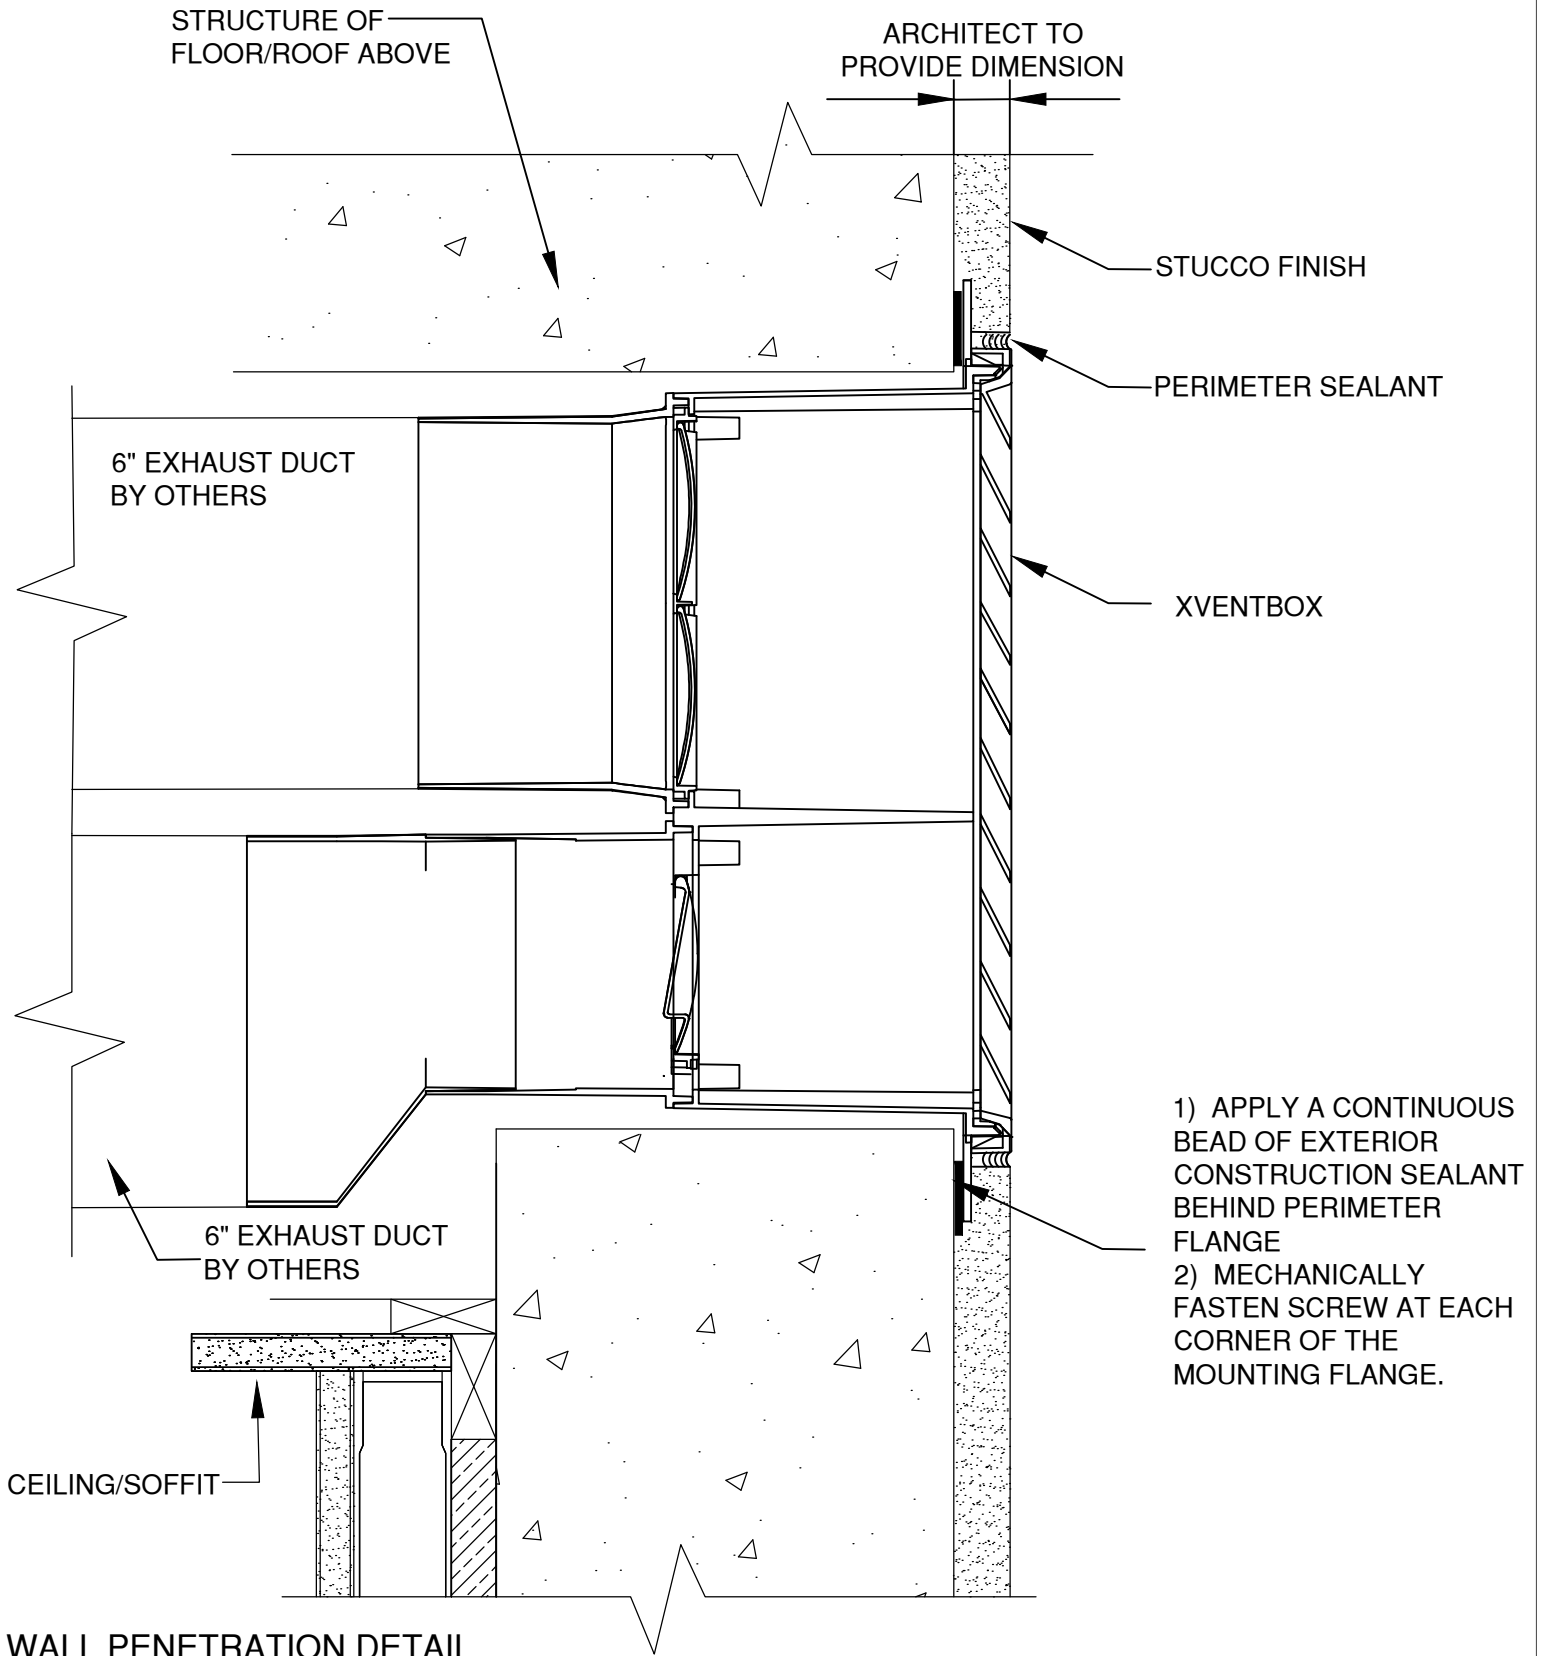 STRUCTURE OF
FLOOR/ROOF ABOVE
ARCHITECT TO
PROVIDE DIMENSION
STUCCO FINISH
PERIMETER SEALANT
6" EXHAUST DUCT
BY OTHERS
XVENTBOX
1) APPLY A CONTINUOUS
BEAD OF EXTERIOR
CONSTRUCTION SEALANT
BEHIND PERIMETER
FLANGE
2) MECHANICALLY
FASTEN SCREW AT EACH
CORNER OF THE
MOUNTING FLANGE.
6" EXHAUST DUCT
BY OTHERS
CEILING/SOFFIT
WALL PENETRATION DETAIL